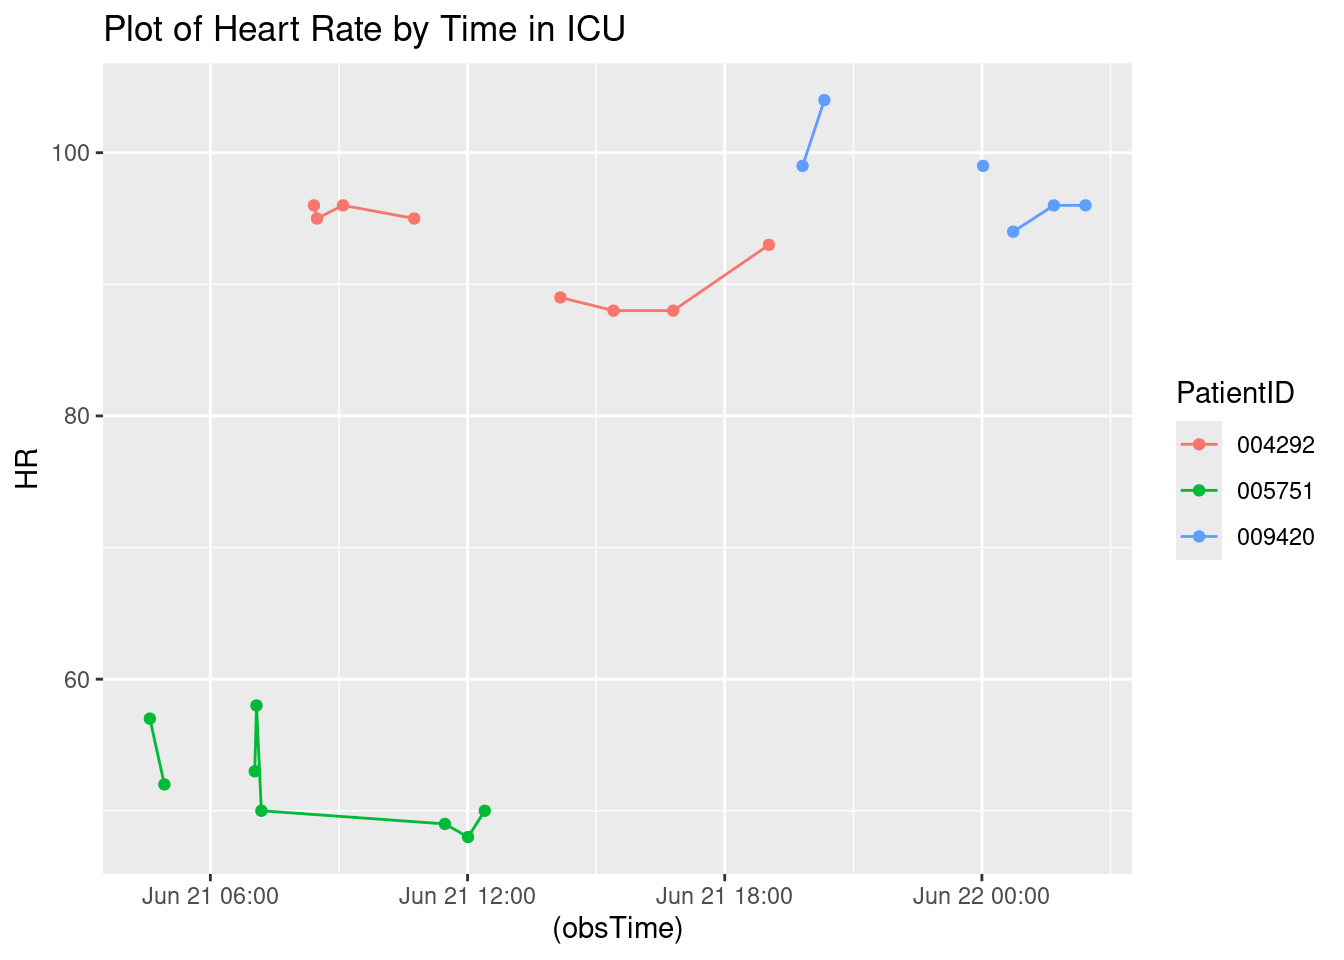 Plot of Heart Rate by Time in ICU
100
80
60
HR
Jun 21 06:00
Jun 21 12:00
Jun 21 18:00
Jun 22 00:00
(obsTime)
PatientID
004292
005751
009420